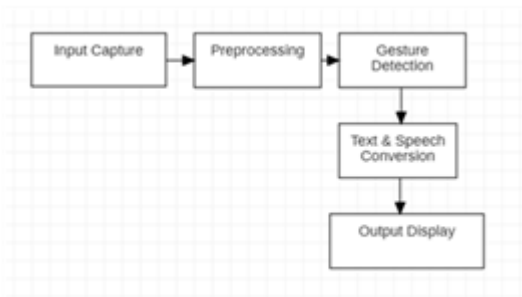 Input Capture
Preprocessing
Gesture
Detection
Text & Speech
Conversion
Output Display